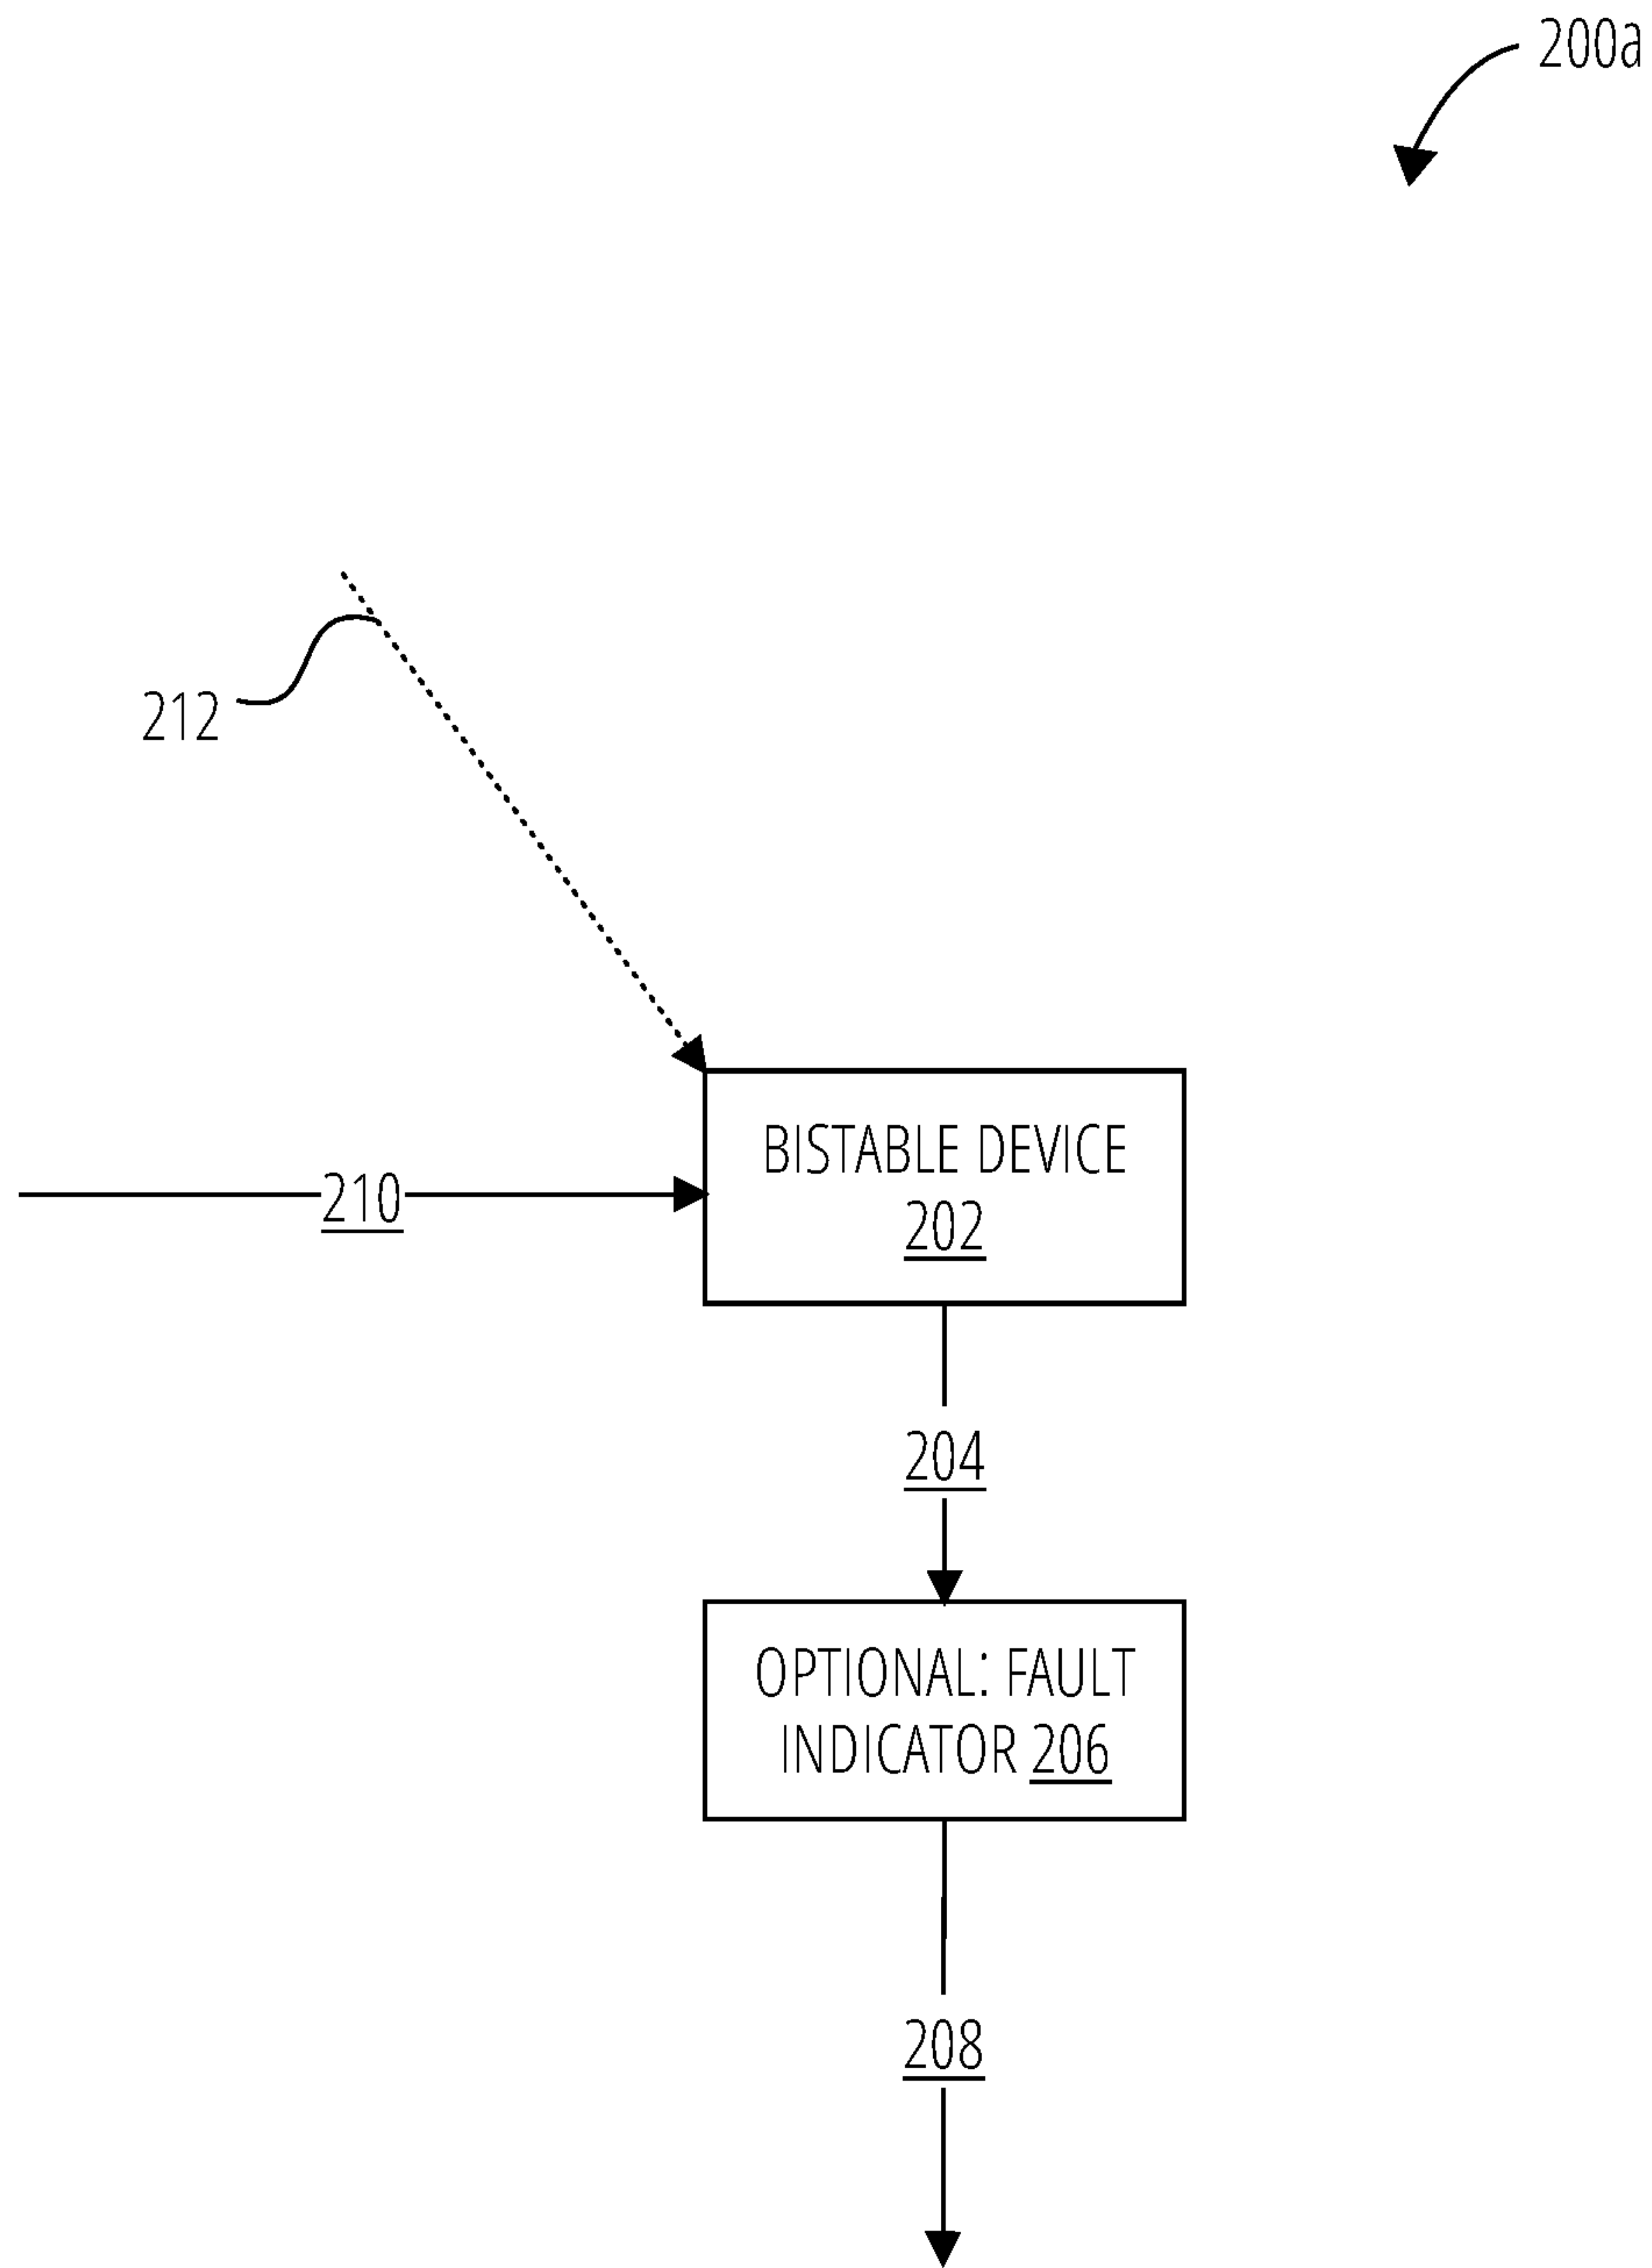 200a
212
BISTABLE DEVICE
202
210
204
OPTIONAL: FAULT
INDICATOR 206
208